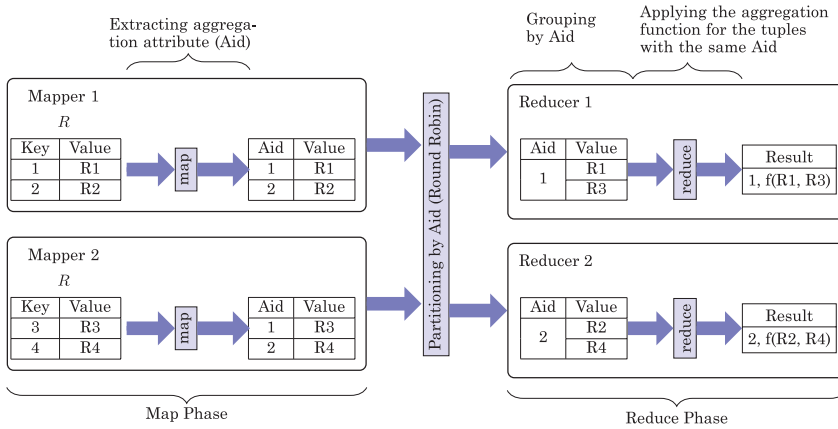 Extracting aggrega-
tion attribute (Aid)
Grouping
by Aid
Applying the aggregation
function for the tuples
with the same Aid
Mapper 1
R
Key Value
1 R1
2 R2
map
Aid Value
1 R1
2 R2
Mapper 2
R
Key Value
3 R3
4 R4
map
Aid Value
1 R3
2 R4
Map Phase
Partitioning by Aid (Round Robin)
Reducer 1
Aid Value
1 R1
R3
reduce
Result
1, f(R1, R3)
Reducer 2
Aid Value
2 R2
R4
reduce
Result
2, f(R2, R4)
Reduce Phase